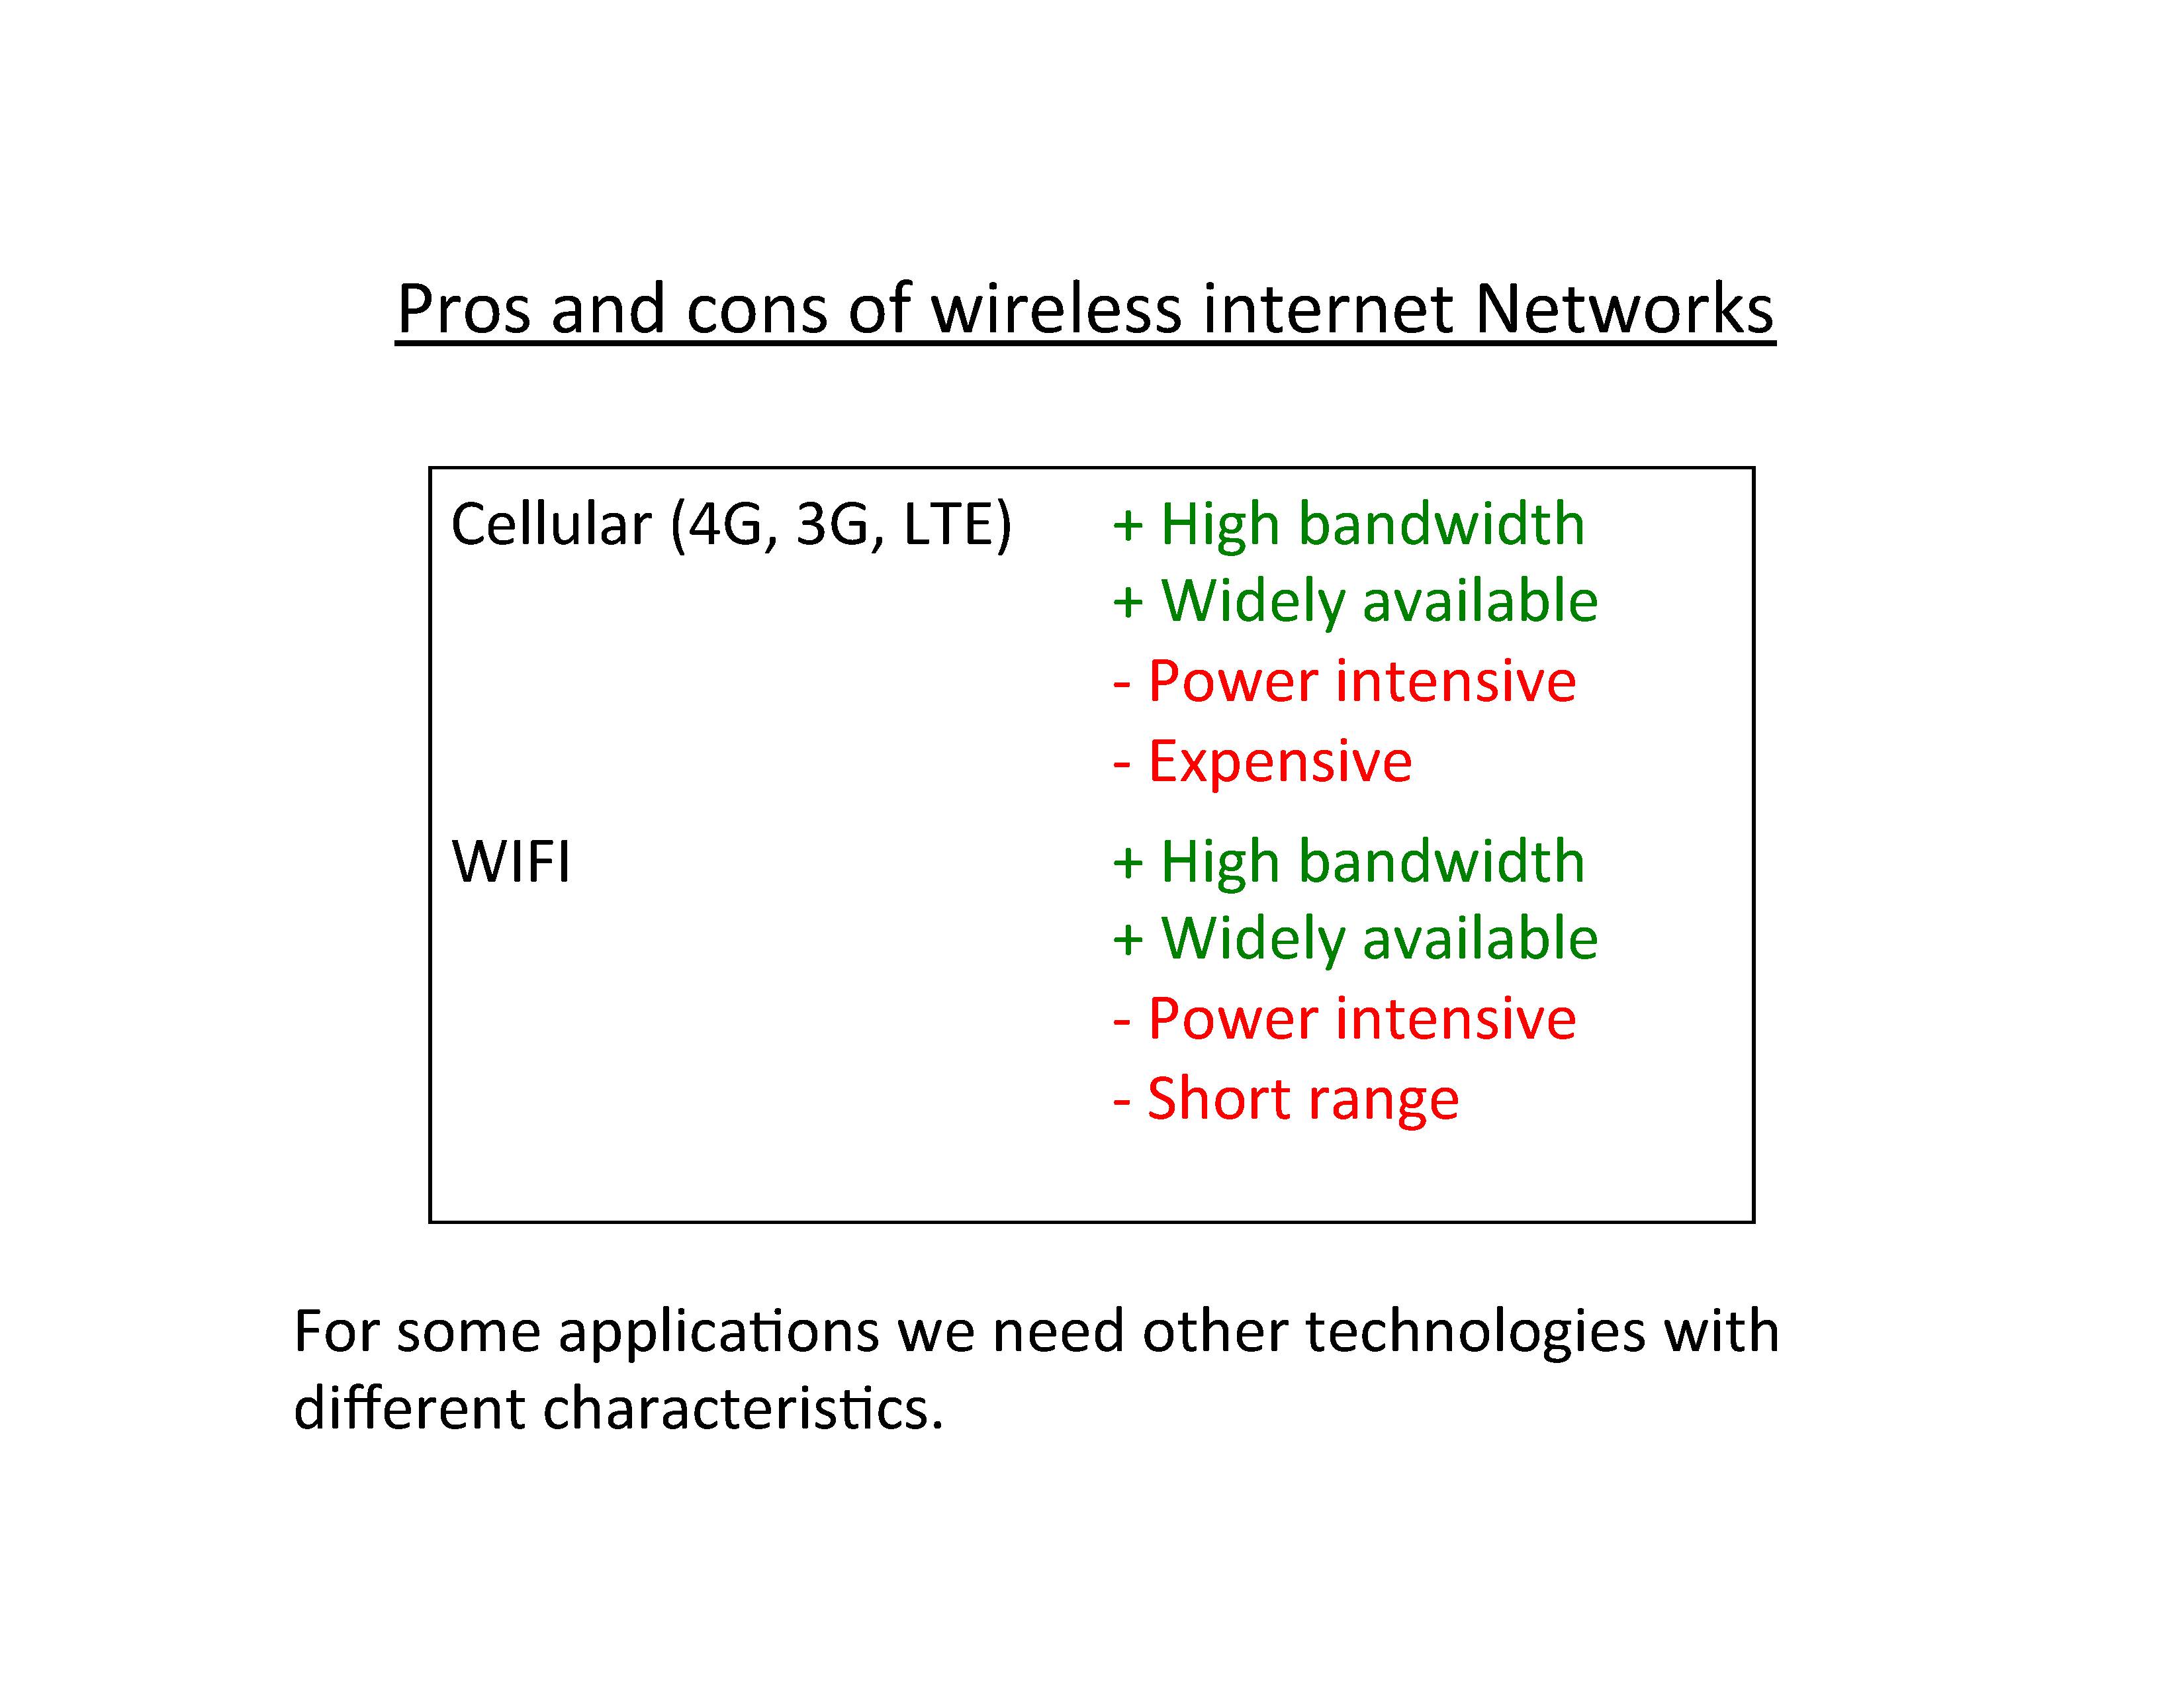 Pros and cons of wireless internet Networks
Cellular (4G, 3G, LTE) + High bandwidth
+ Widely available
- Power intensive
- Expensive
WIFI + High bandwidth
+ Widely available
- Power intensive
- Short range
For some applications we need other technologies with
different characteristics.